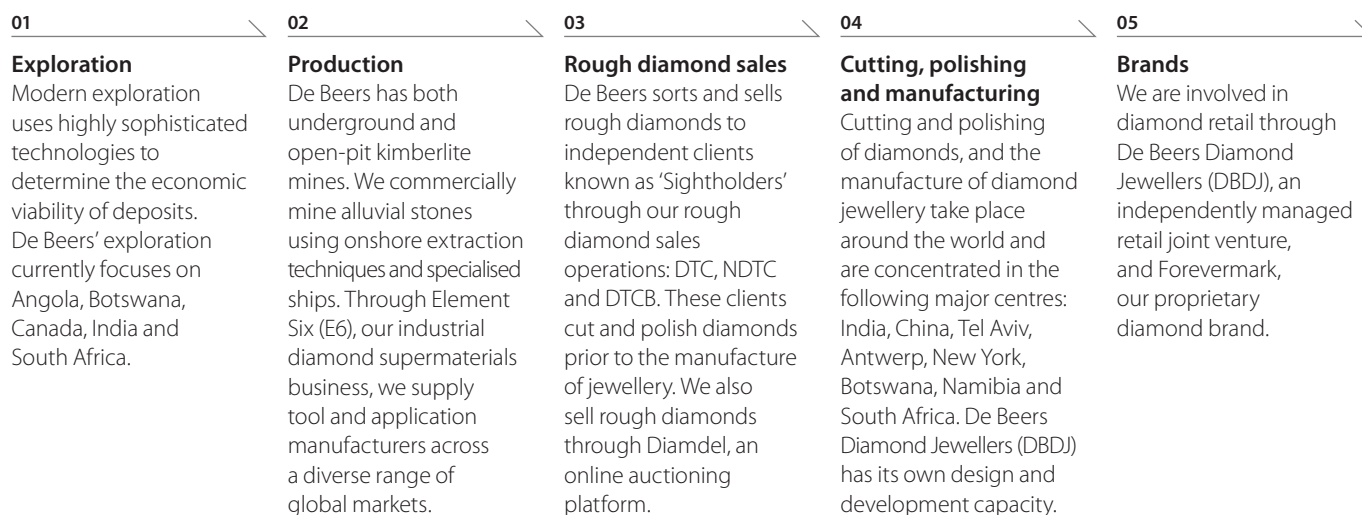 01
Exploration
Modern exploration
uses highly sophisticated
technologies to
determine the economic
viability of deposits.
De Beers’ exploration
currently focuses on
Angola, Botswana,
Canada, India and
South Africa.
02
Production
De Beers has both
underground and
open-pit kimberlite
mines. We commercially
mine alluvial stones
using onshore extraction
techniques and specialised
ships. Through Element
Six (E6), our industrial
diamond supermaterials
business, we supply
tool and application
manufacturers across
a diverse range of
global markets.
03
Rough diamond sales
De Beers sorts and sells
rough diamonds to
independent clients
known as ‘Sightholders’
through our rough
diamond sales
operations: DTC, NDTC
and DTCB. These clients
cut and polish diamonds
prior to the manufacture
of jewellery. We also
sell rough diamonds
through Diamdel, an
online auctioning
platform.
04
Cutting, polishing
and manufacturing
Cutting and polishing
of diamonds, and the
manufacture of diamond
jewellery take place
around the world and
are concentrated in the
following major centres:
India, China, Tel Aviv,
Antwerp, New York,
Botswana, Namibia and
South Africa. De Beers
Diamond Jewellers (DBDJ)
has its own design and
development capacity.
05
Brands
We are involved in
diamond retail through
De Beers Diamond
Jewellers (DBDJ), an
independently managed
retail joint venture,
and Forevermark,
our proprietary
diamond brand.